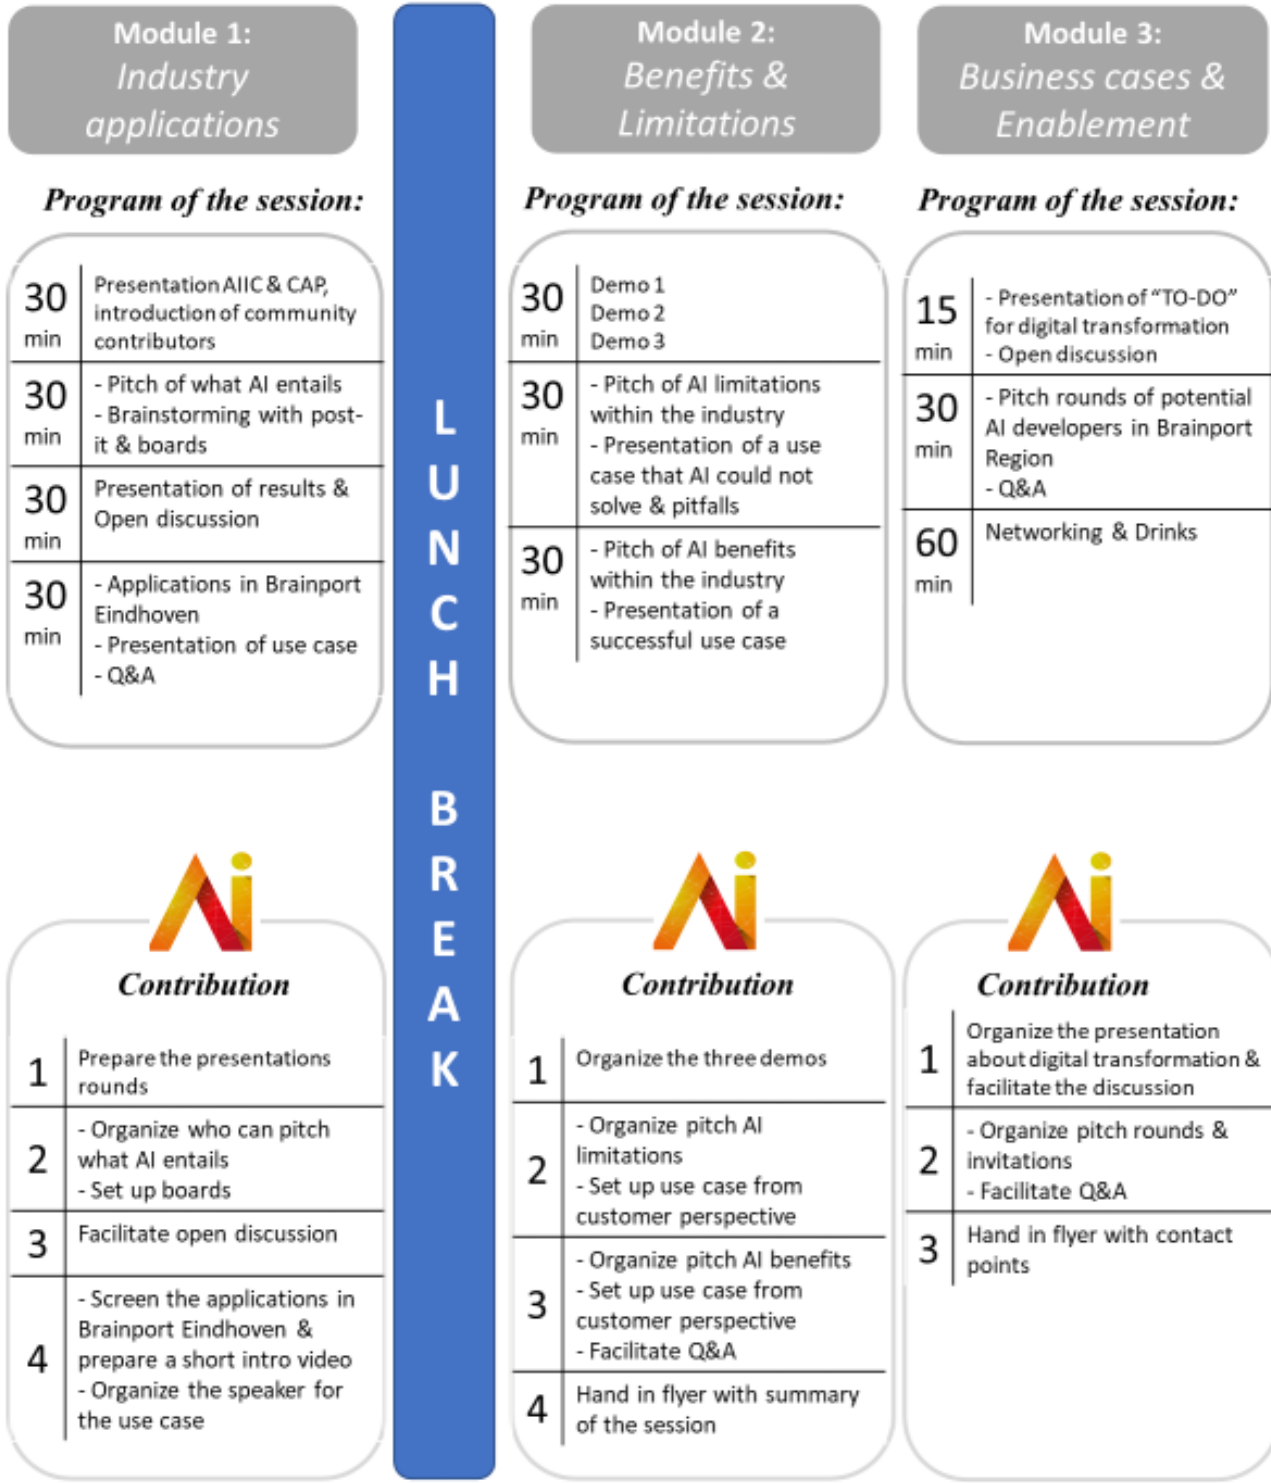 Module 1:
Industry
applications
Program of the session:
30
min
Presentation AIIC & CAP,
introduction of community
contributors
30
min
- Pitch of what AI entails
- Brainstorming with post-
it & boards
30
min
Presentation of results &
Open discussion
30
min
- Applications in Brainport
Eindhoven
- Presentation of use case
- Q&A
Ai
Contribution
1
Prepare the presentations
rounds
2
- Organize who can pitch
what AI entails
- Set up boards
3
Facilitate open discussion
4
- Screen the applications in
Brainport Eindhoven &
prepare a short intro video
- Organize the speaker for
the use case
LUNCH BREAK
Module 2:
Benefits &
Limitations
Program of the session:
30
min
Demo 1
Demo 2
Demo 3
30
min
- Pitch of AI limitations
within the industry
- Presentation of a use
case that AI could not
solve & pitfalls
30
min
- Pitch of AI benefits
within the industry
- Presentation of a
successful use case
Ai
Contribution
1
Organize the three demos
2
- Organize pitch AI
limitations
- Set up use case from
customer perspective
3
- Organize pitch AI benefits
- Set up use case from
customer perspective
- Facilitate Q&A
4
Hand in flyer with summary
of the session
Module 3:
Business cases &
Enablement
Program of the session:
15
min
- Presentation of “TO-DO”
for digital transformation
- Open discussion
30
min
- Pitch rounds of potential
AI developers in Brainport
Region
- Q&A
60
min
Networking & Drinks
Ai
Contribution
1
Organize the presentation
about digital transformation &
facilitate the discussion
2
- Organize pitch rounds &
invitations
- Facilitate Q&A
3
Hand in flyer with contact
points